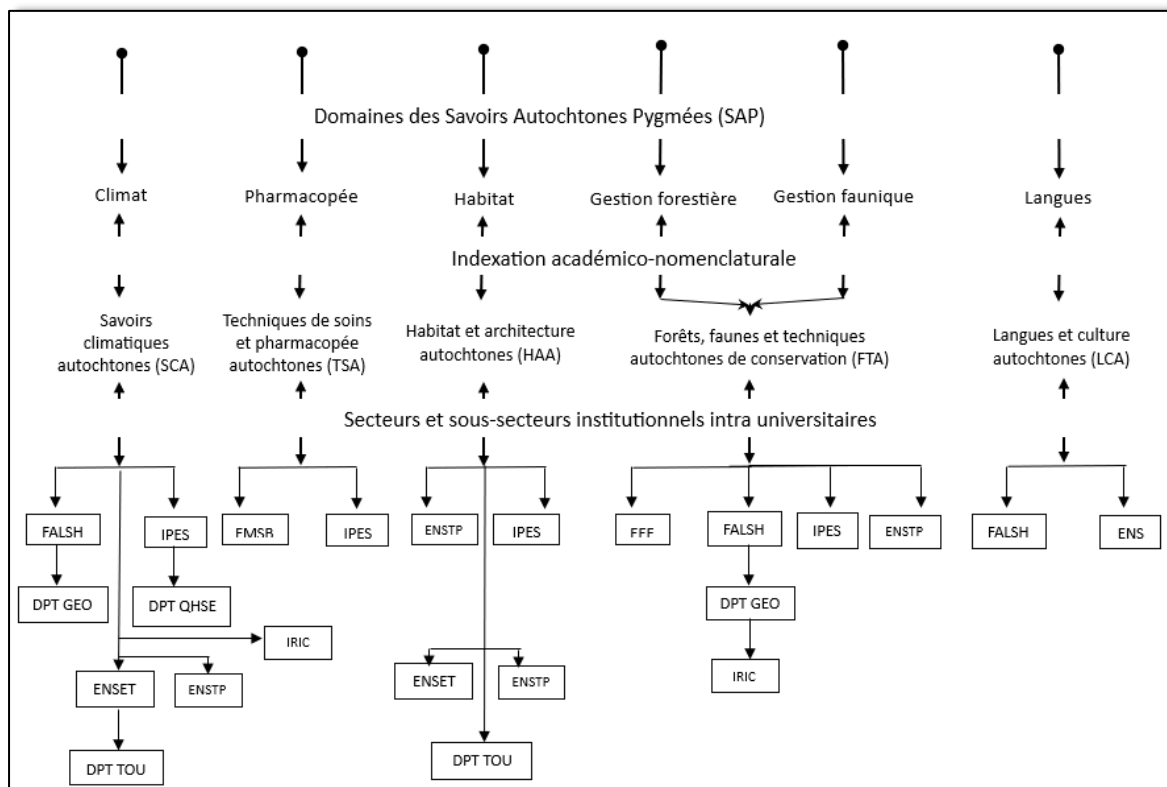 Domaines des Savoirs Autochtones Pygmées (SAP)
Climat
Pharmacopée
Habitat
Gestion forestière
Gestion faunique
Langues
Indexation académico-nomenclaturale
Savoirs
climatiques
autochtones (SCA)
Techniques de soins
et pharmacopée
autochtones (TSA)
Habitat et architecture
autochtones (HAA)
Forêts, faunes et techniques
autochtones de conservation (FTA)
Langues et culture
autochtones (LCA)
Secteurs et sous-secteurs institutionnels intra universitaires
FALSH
IPES
IPES
ENSTP
IPES
FALSH
IPES
ENSTP
FALSH
ENS
DPT GEO
DPT QHSE
DPT GEO
IRIC
ENSET
ENSTP
ENSET
ENSTP
IRIC
DPT TOU
DPT TOU